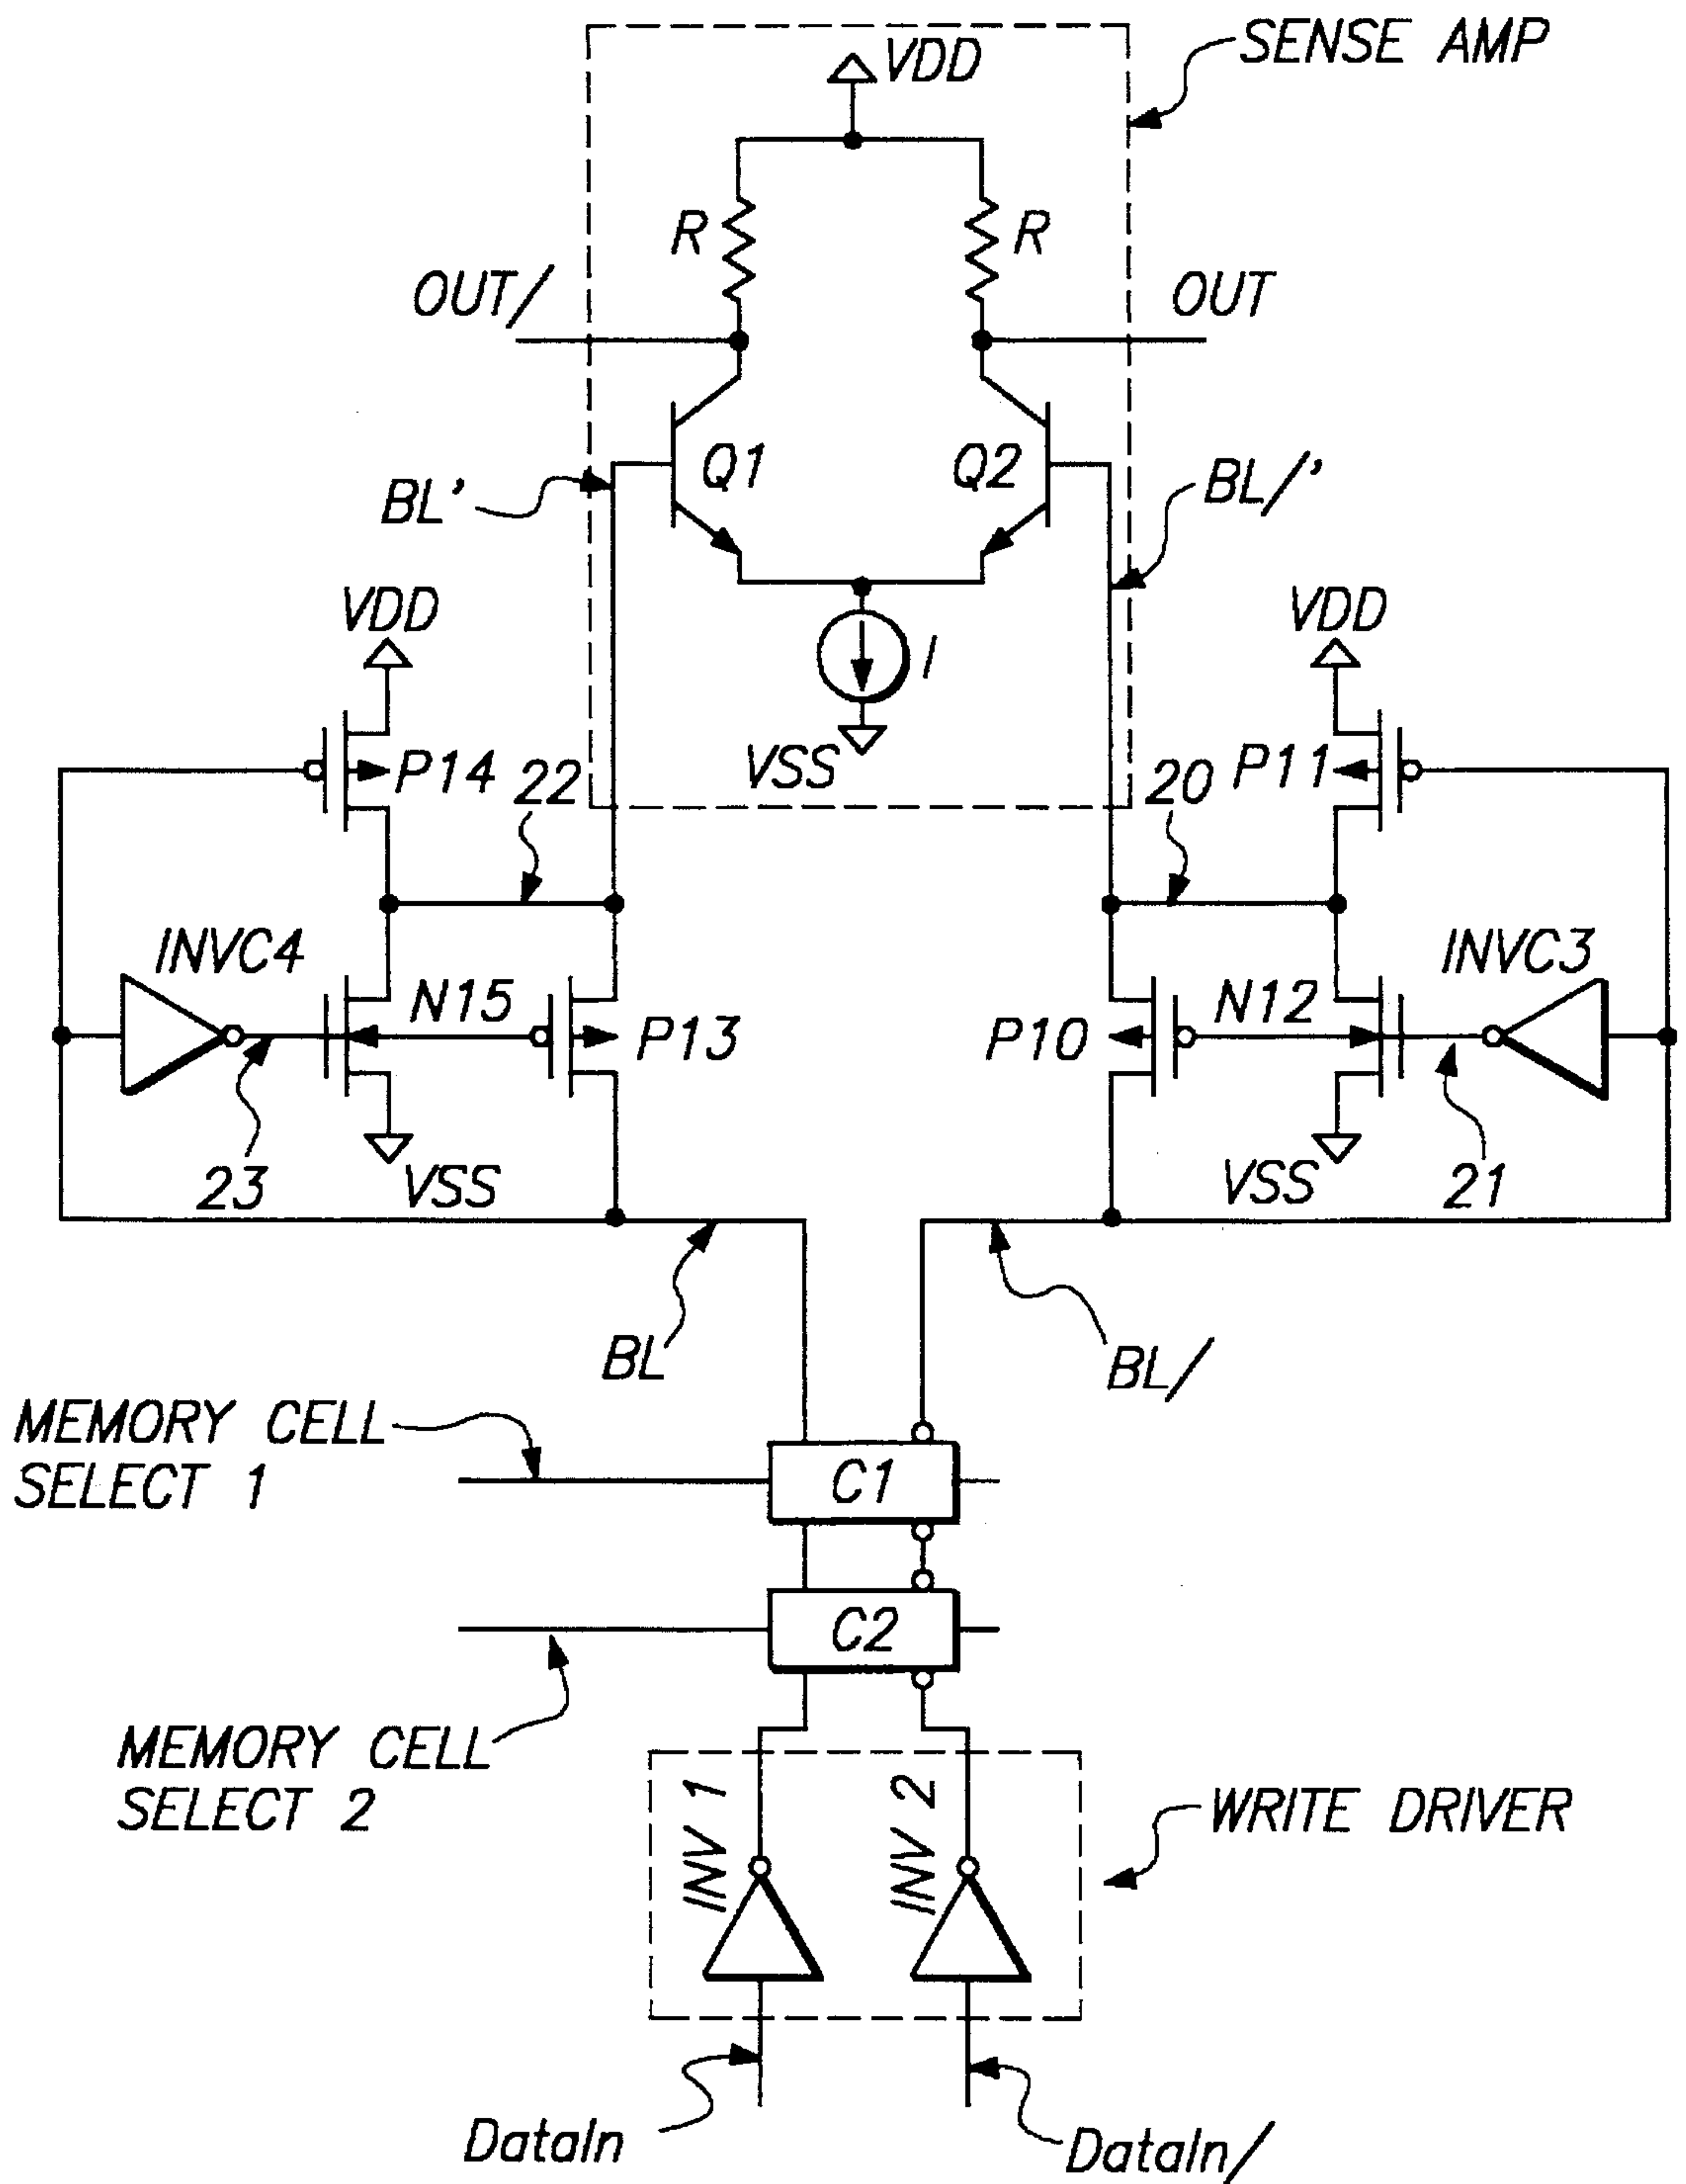 SENSE AMP
VDD
R
R
OUT/
OUT
Q1
Q2
BL'
BL/'
VDD
VDD
I
VSS
P14
22
20
P11
INVC4
INVC3
N15
N12
P13
P10
23
VSS
VSS
21
BL
BL/
MEMORY CELL
SELECT 1
C1
C2
MEMORY CELL
SELECT 2
INV 1
INV 2
WRITE DRIVER
DataIn
DataIn/